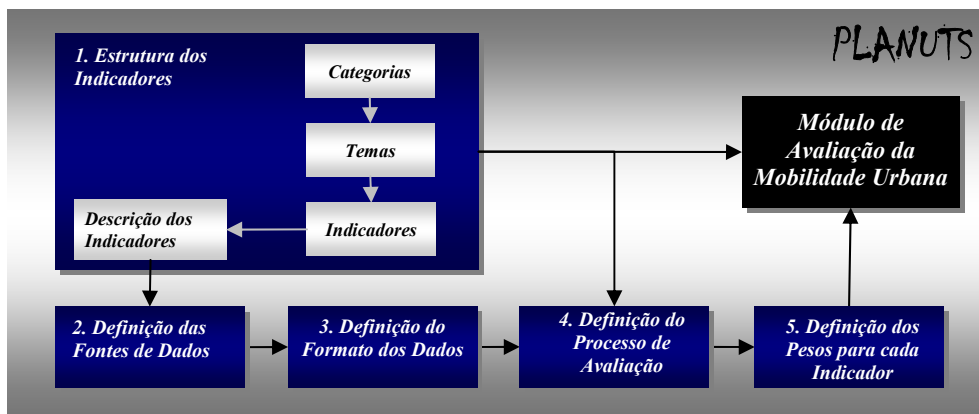 PLANUTS
1. Estrutura dos
Indicadores
Categorias
Temas
Indicadores
Descrição dos
Indicadores
Módulo de
Avaliação da
Mobilidade Urbana
2. Definição das
Fontes de Dados
3. Definição do
Formato dos Dados
4. Definição do
Processo de
Avaliação
5. Definição dos
Pesos para cada
Indicador